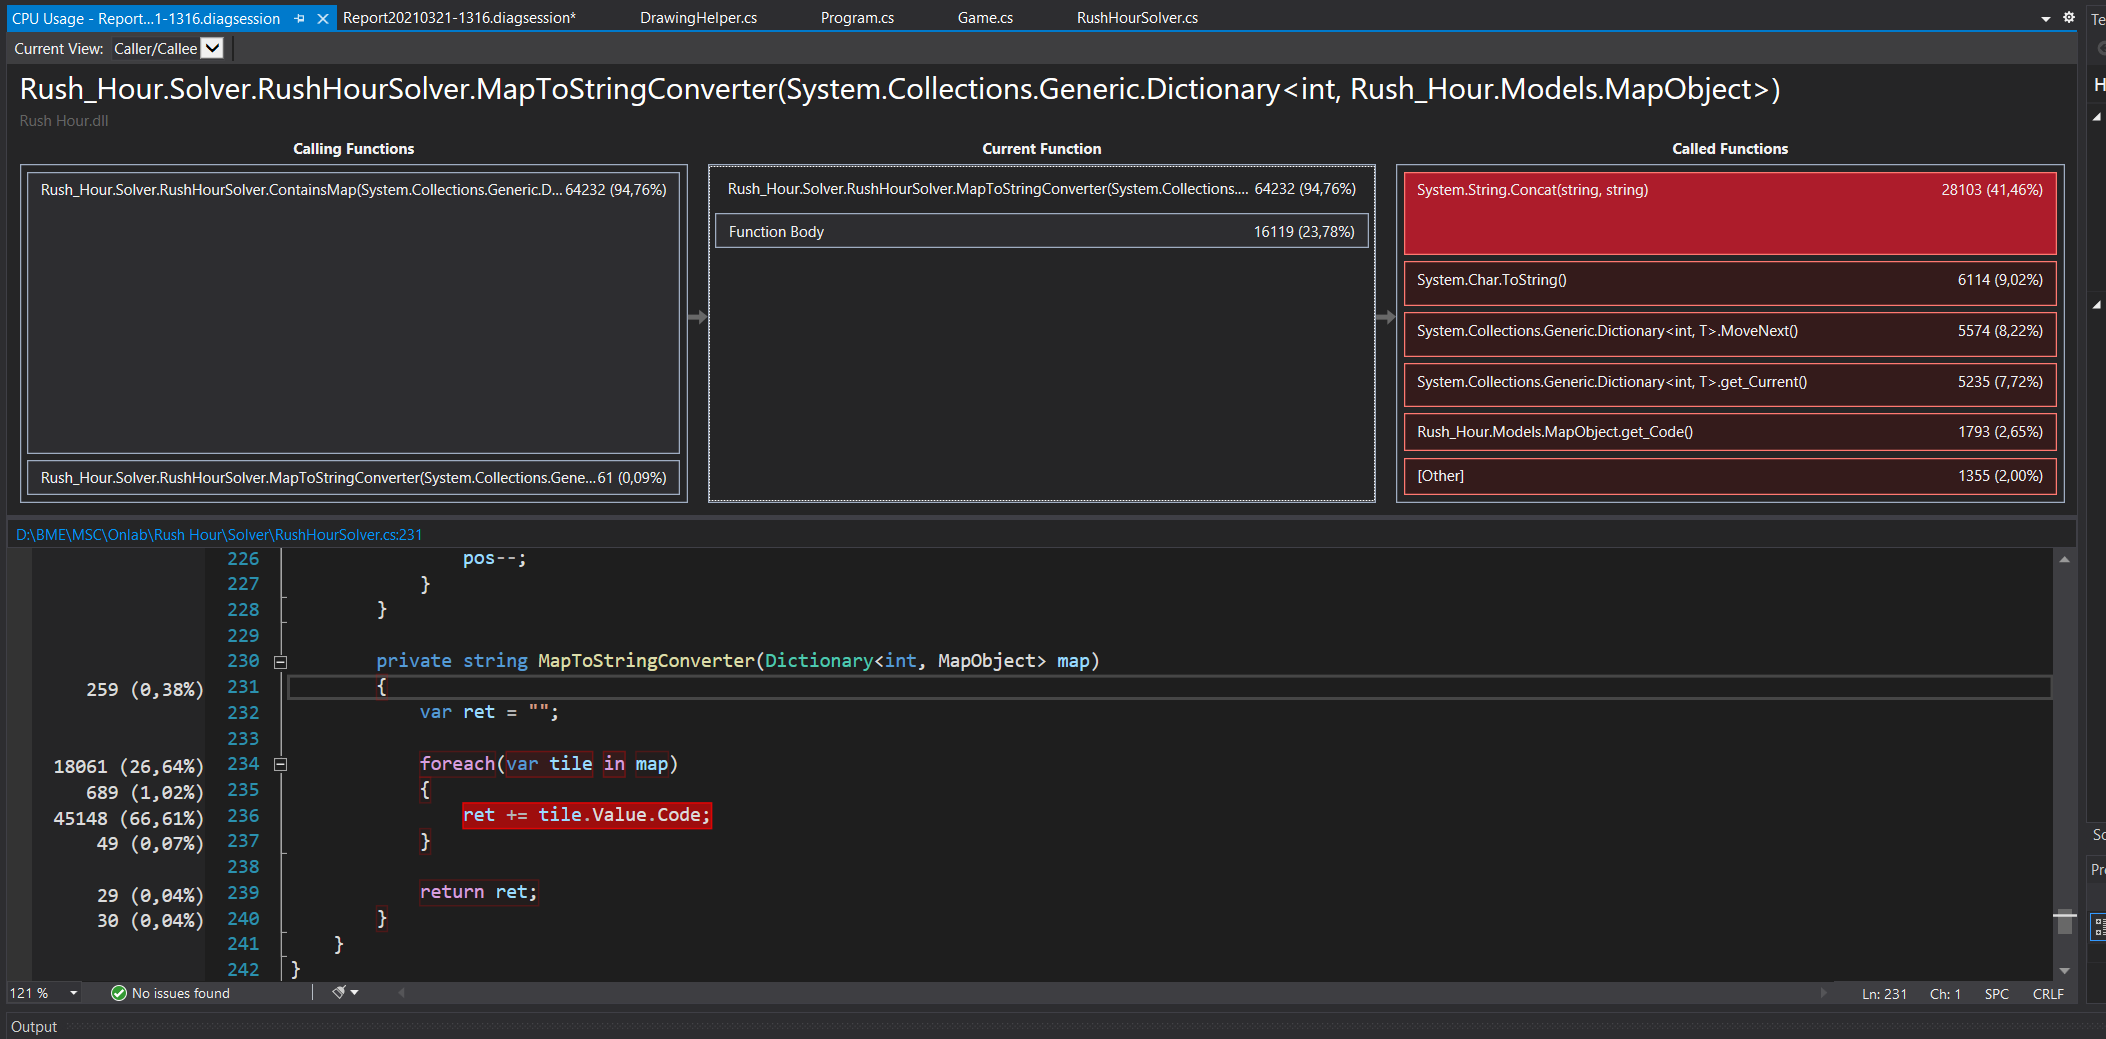 CPU Usage - Report...1-1316.diagsession
Report20210321-1316.diagsession*
DrawingHelper.cs
Program.cs
Game.cs
RushHourSolver.cs
Current View: Caller/Callee
Rush_Hour.Solver.RushHourSolver.MapToStringConverter(System.Collections.Generic.Dictionary<int, Rush_Hour.Models.MapObject>)
Rush Hour.dll
Calling Functions
Rush_Hour.Solver.RushHourSolver.ContainsMap(System.Collections.Generic.D... 64232 (94,76%)
Rush_Hour.Solver.RushHourSolver.MapToStringConverter(System.Collections.Gene... 61 (0,09%)
Current Function
Rush_Hour.Solver.RushHourSolver.MapToStringConverter(System.Collections.... 64232 (94,76%)
Function Body 16119 (23,78%)
Called Functions
System.String.Concat(string, string) 28103 (41,46%)
System.Char.ToString() 6114 (9,02%)
System.Collections.Generic.Dictionary<int, T>.MoveNext() 5574 (8,22%)
System.Collections.Generic.Dictionary<int, T>.get_Current() 5235 (7,72%)
Rush_Hour.Models.MapObject.get_Code() 1793 (2,65%)
[Other] 1355 (2,00%)
D:\BME\MSC\Onlab\Rush Hour\Solver\RushHourSolver.cs:231
226 pos--;
227 }
228 }
229
230 private string MapToStringConverter(Dictionary<int, MapObject> map)
259 (0,38%) 231 {
232 var ret = "";
233
18061 (26,64%) 234 foreach(var tile in map)
689 (1,02%) 235 {
45148 (66,61%) 236 ret += tile.Value.Code;
49 (0,07%) 237 }
238
29 (0,04%) 239 return ret;
30 (0,04%) 240 }
241 }
242 }
121 % No issues found Ln: 231 Ch: 1 SPC CRLF
Output